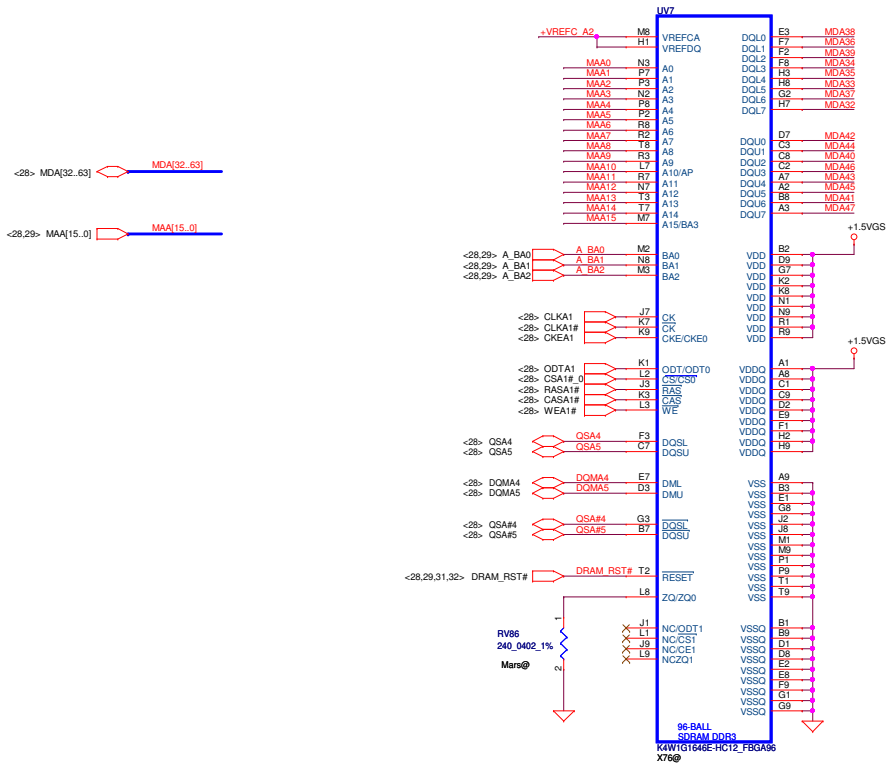 UV7
+VREFC_A2 M8 VREFCA DQL0 E3 MDA38
H1 VREFDQ DQL1 F7 MDA36
DQL2 F2 MDA39
MAA0 N3 A0 DQL3 F8 MDA34
MAA1 P7 A1 DQL4 H3 MDA35
MAA2 P3 A2 DQL5 H8 MDA33
MAA3 N2 A3 DQL6 G2 MDA37
MAA4 P8 A4 DQL7 H7 MDA32
MAA5 P2 A5
MAA6 R8 A6
MAA7 R2 A7 DQU0 D7 MDA42
MAA8 T8 A8 DQU1 C3 MDA44
MAA9 R3 A9 DQU2 C8 MDA40
MAA10 L7 A10/AP DQU3 C2 MDA46
MAA11 R7 A11 DQU4 A7 MDA43
MAA12 N7 A12 DQU5 A2 MDA45
MAA13 T3 A13 DQU6 B8 MDA41
MAA14 T7 A14 DQU7 A3 MDA47
MAA15 M7 A15/BA3
<28> MDA[32..63] MDA[32..63]
<28,29> MAA[15..0] MAA[15..0]
+1.5VGS
<28,29> A_BA0 A_BA0 M2 BA0 VDD B2
<28,29> A_BA1 A_BA1 N8 BA1 VDD D9
<28,29> A_BA2 A_BA2 M3 BA2 VDD G7
VDD K2
VDD K8
VDD N1
<28> CLKA1 J7 CK VDD N9
<28> CLKA1# K7 CK VDD R1
<28> CKEA1 K9 CKE/CKE0 VDD R9
+1.5VGS
<28> ODTA1 K1 ODT/ODT0 VDDQ A1
<28> CSA1#_0 L2 CS/CS0 VDDQ A8
<28> RASA1# J3 RAS VDDQ C1
<28> CASA1# K3 CAS VDDQ C9
<28> WEA1# L3 WE VDDQ D2
VDDQ E9
VDDQ F1
<28> QSA4 QSA4 F3 DQSL VDDQ H2
<28> QSA5 QSA5 C7 DQSU VDDQ H9
<28> DQMA4 DQMA4 E7 DML VSS A9
<28> DQMA5 DQMA5 D3 DMU VSS B3
VSS E1
VSS G8
<28> QSA#4 QSA#4 G3 DQSL VSS J2
<28> QSA#5 QSA#5 B7 DQSU VSS J8
VSS M1
VSS M9
VSS P1
<28,29,31,32> DRAM_RST# DRAM_RST# T2 RESET VSS P9
VSS T1
L8 ZQ/ZQ0 VSS T9
1
J1 NC/ODT1 VSSQ B1
RV86 L1 NC/CS1 VSSQ B9
240_0402_1% J9 NC/CE1 VSSQ D1
L9 NCZQ1 VSSQ D8
Mars@ 2 VSSQ E2
VSSQ E8
VSSQ F9
VSSQ G1
VSSQ G9
96-BALL
SDRAM DDR3
K4W1G1646E-HC12_FBGA96
X76@